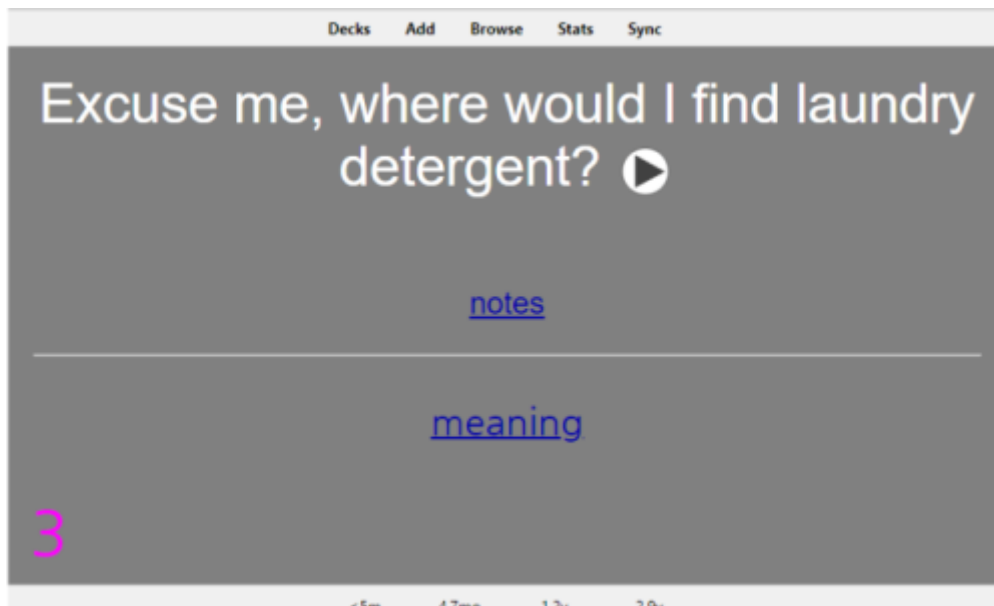 Decks Add Browse Stats Sync
Excuse me, where would I find laundry
detergent?
notes
meaning
3